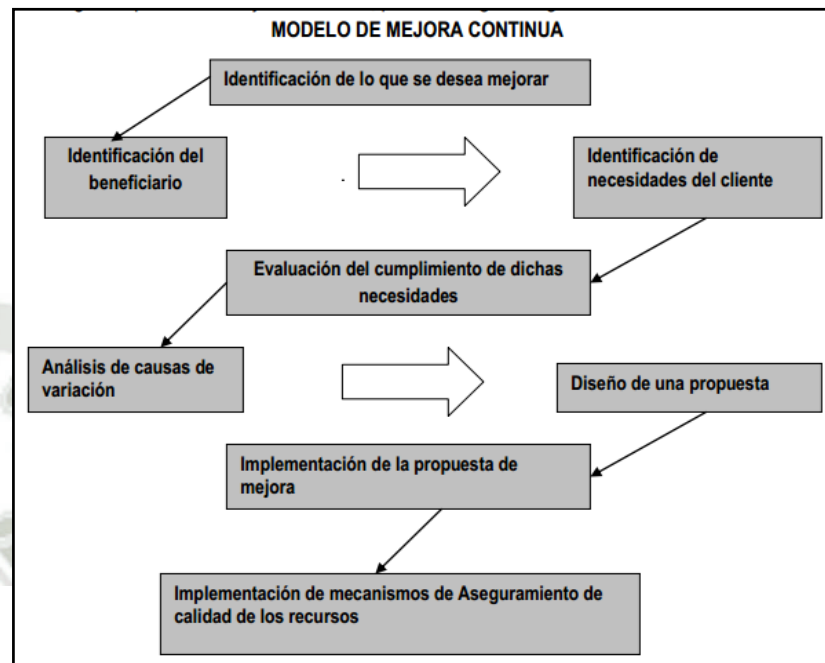 MODELO DE MEJORA CONTINUA
Identificación de lo que se desea mejorar
Identificación del
beneficiario
Identificación de
necesidades del cliente
Evaluación del cumplimiento de dichas
necesidades
Análisis de causas de
variación
Diseño de una propuesta
Implementación de la propuesta de
mejora
Implementación de mecanismos de Aseguramiento de
calidad de los recursos